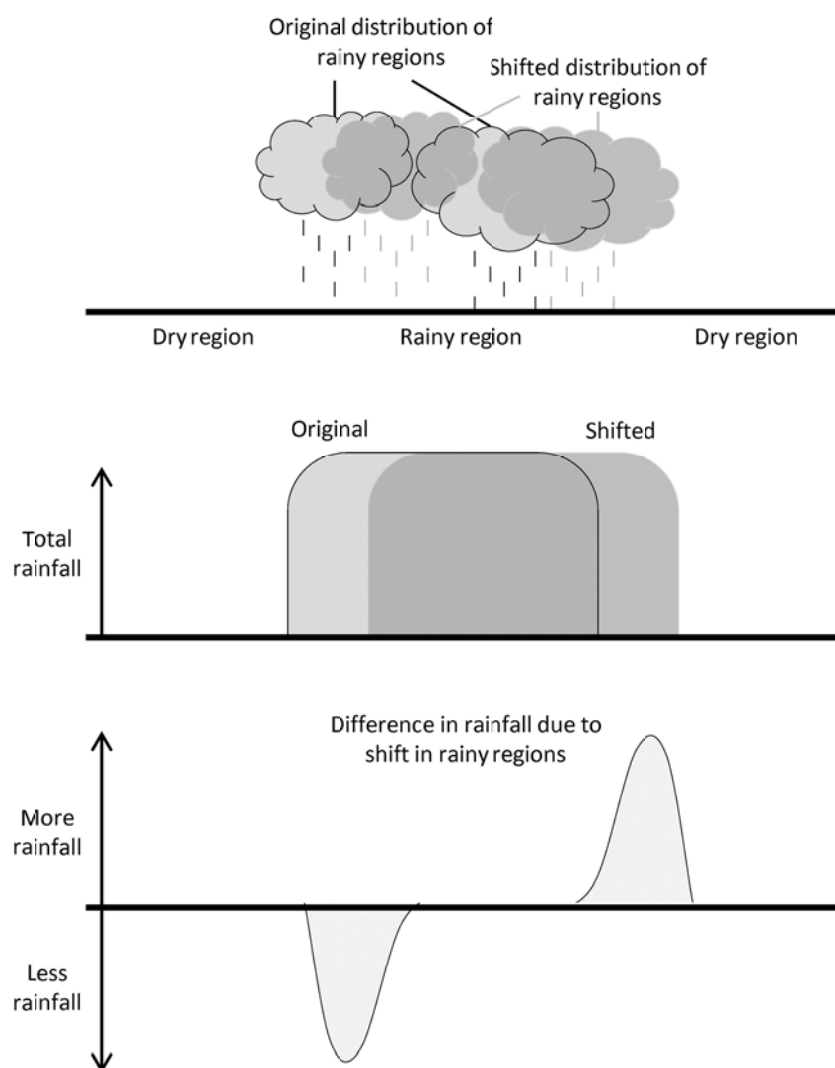 Original distribution of
rainy regions
Shifted distribution of
rainy regions
Dry region
Rainy region
Dry region
Original
Shifted
Total
rainfall
Difference in rainfall due to
shift in rainy regions
More
rainfall
Less
rainfall